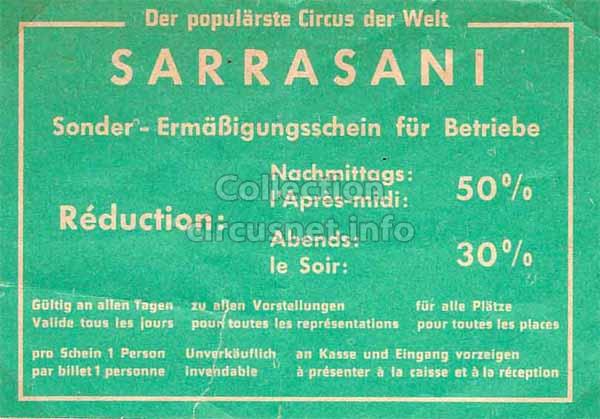 Der populärste Circus der Welt
SARRASANI
Sonder°- Ermäßigungsschein für Betriebe
Réduction:
Nachmittags:
l'Après-midi:
50%
Abends:
le Soir:
30%
Collection
circusnet.info
Gültig an allen Tagen zu allen Vorstellungen für alle Plätze
Valide tous les jours pour toutes les représentations pour toutes les places
pro Schein 1 Person Unverkäuflich an Kasse und Eingang vorzeigen
par billet 1 personne invendable à présenter à la caisse et à la réception